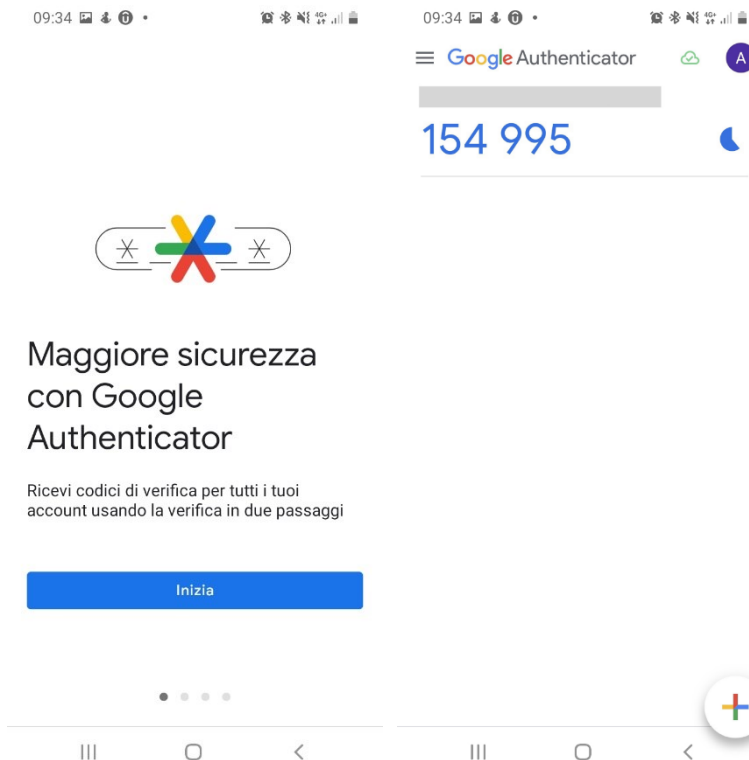 09:34
Maggiore sicurezza
con Google
Authenticator
Ricevi codici di verifica per tutti i tuoi
account usando la verifica in due passaggi
Inizia
09:34
Google Authenticator
A
154 995